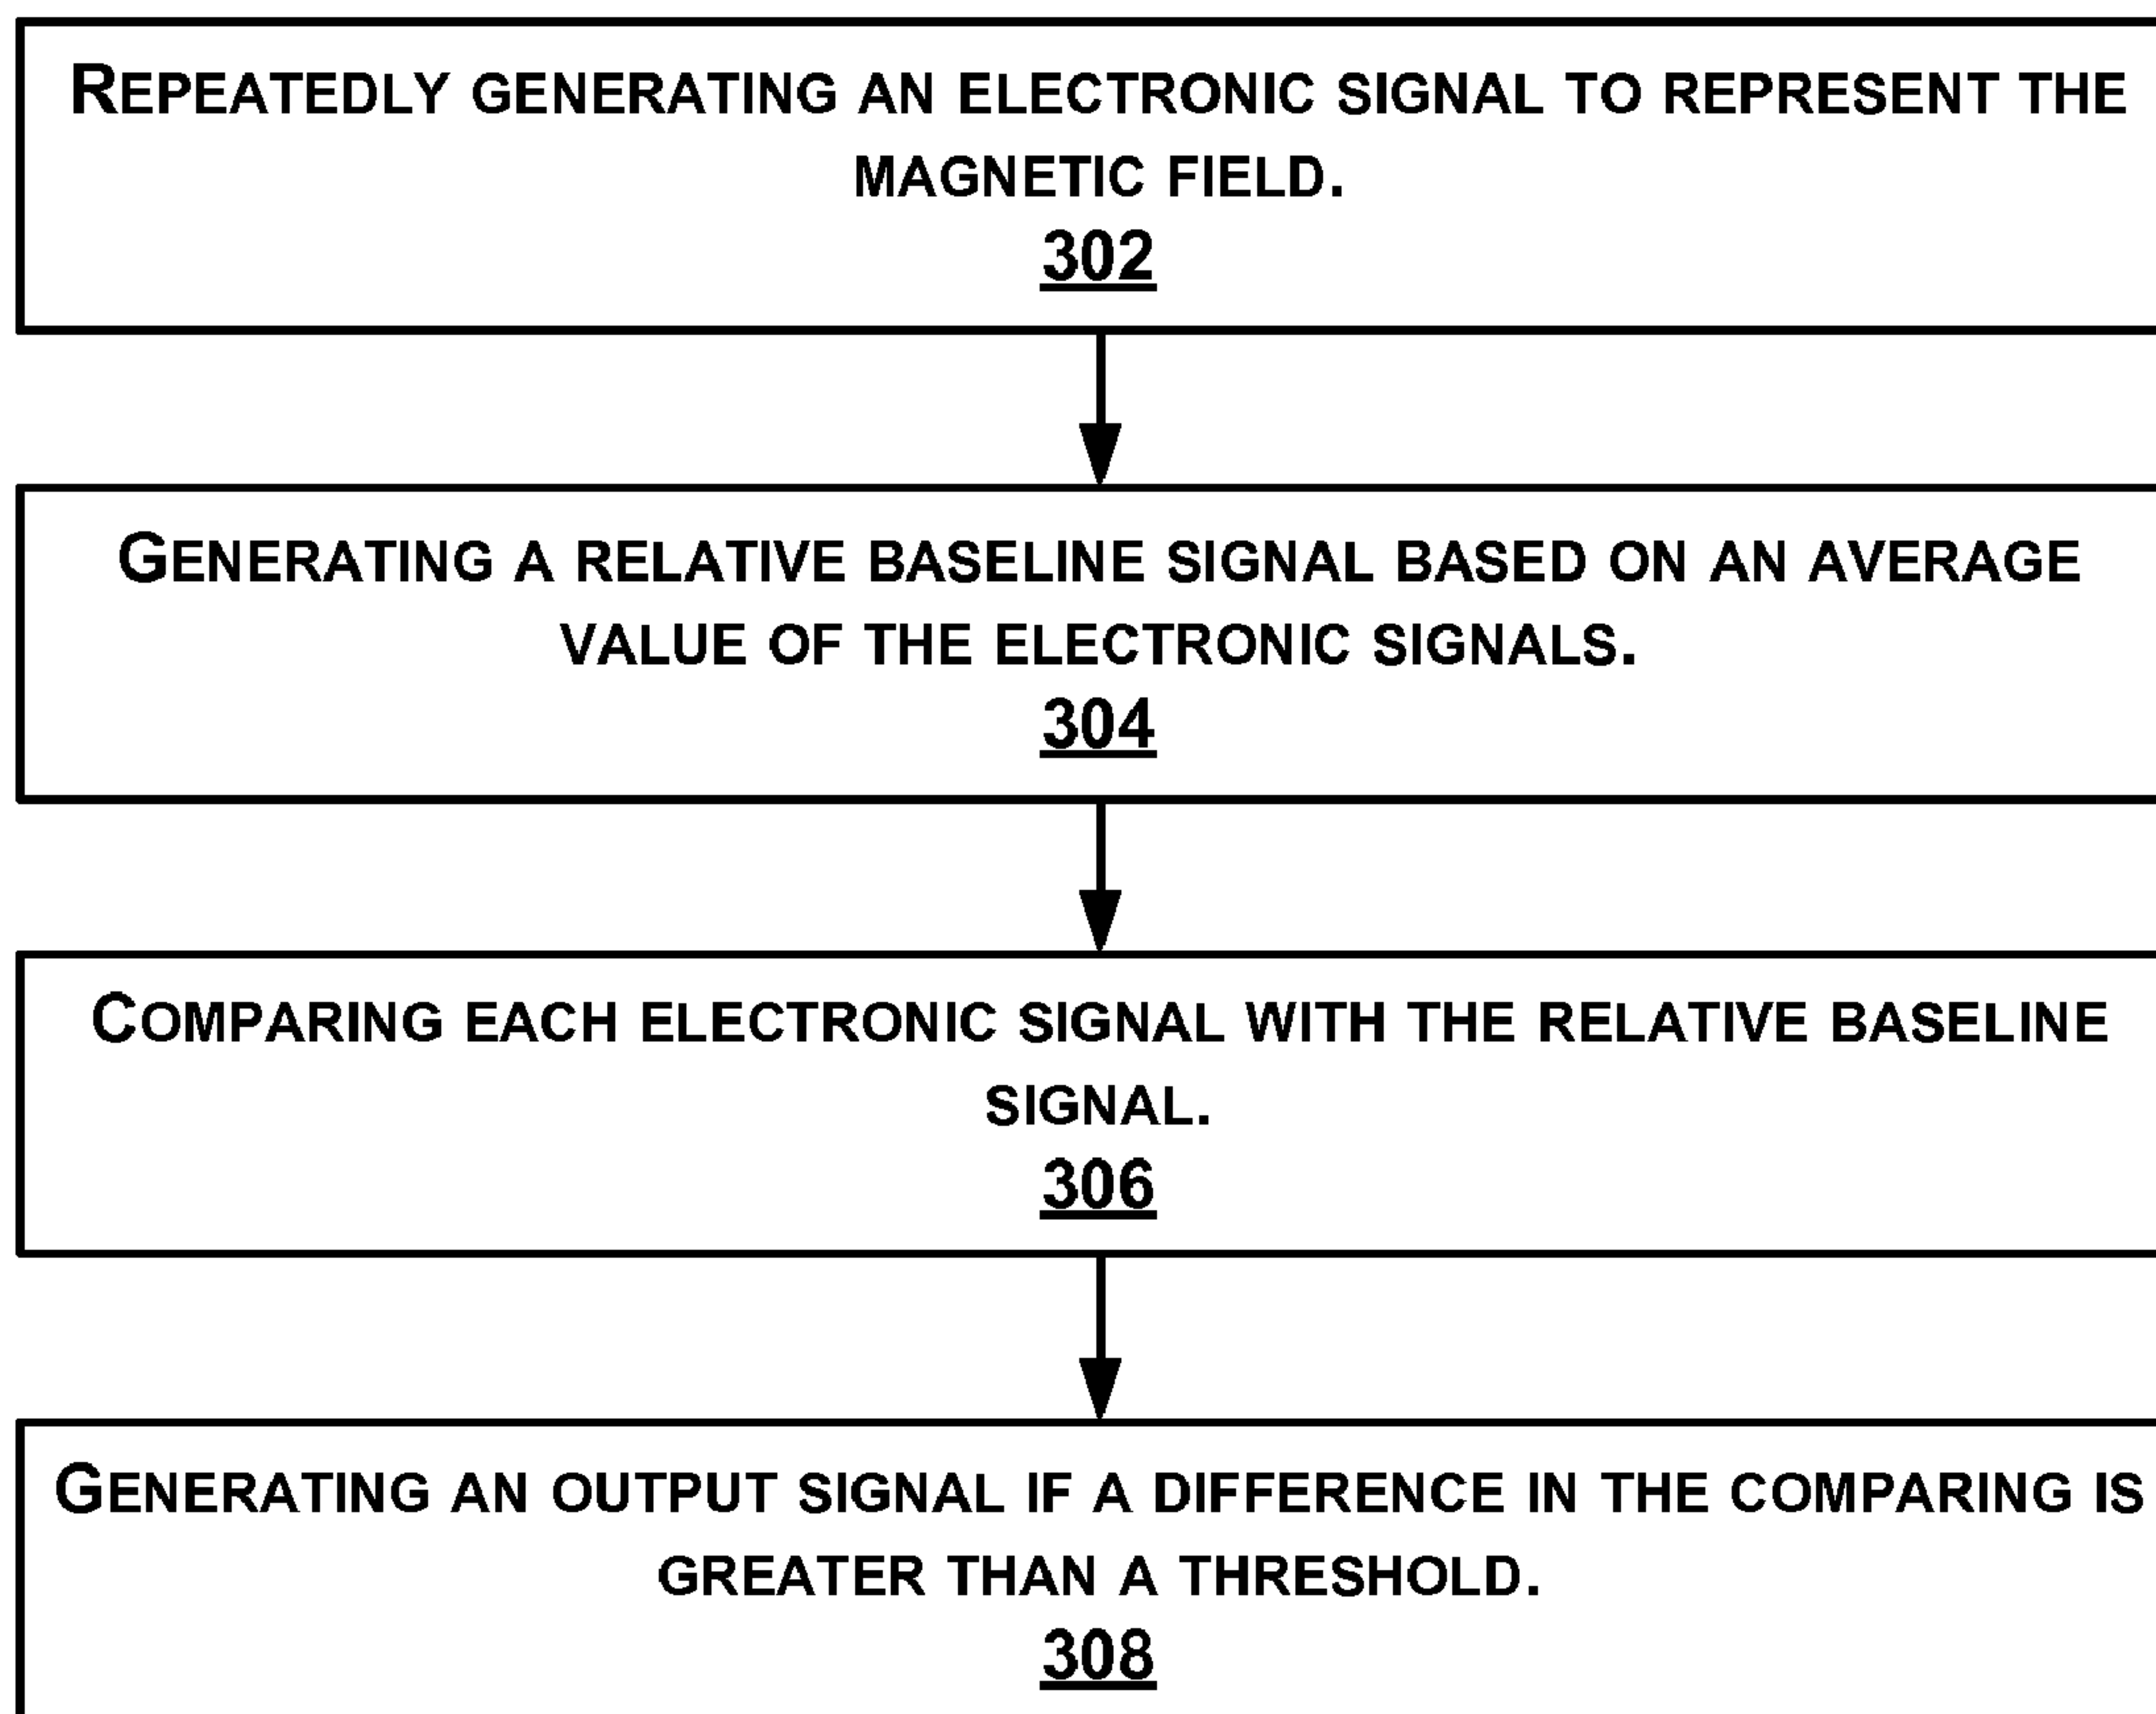 REPEATEDLY GENERATING AN ELECTRONIC SIGNAL TO REPRESENT THE
MAGNETIC FIELD.
302
GENERATING A RELATIVE BASELINE SIGNAL BASED ON AN AVERAGE
VALUE OF THE ELECTRONIC SIGNALS.
304
COMPARING EACH ELECTRONIC SIGNAL WITH THE RELATIVE BASELINE
SIGNAL.
306
GENERATING AN OUTPUT SIGNAL IF A DIFFERENCE IN THE COMPARING IS
GREATER THAN A THRESHOLD.
308